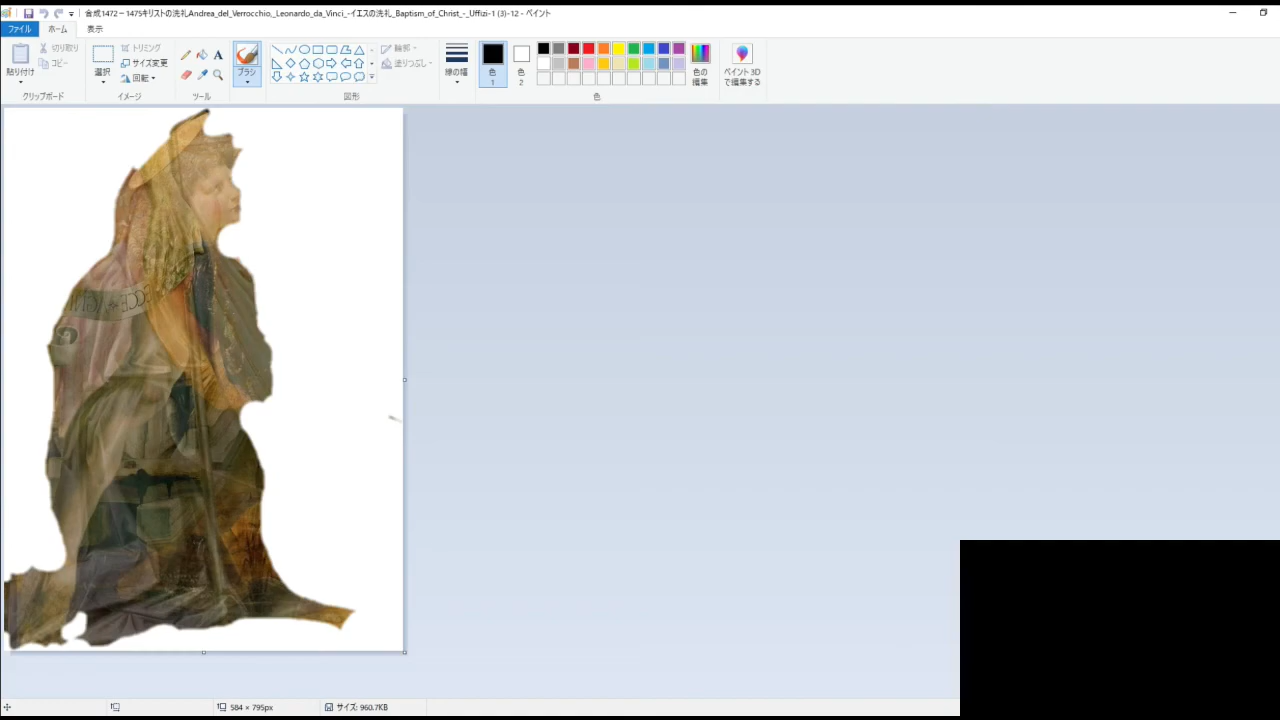 合成1472－1475キリストの洗礼Andrea_del_Verrocchio,_Leonardo_da_Vinci_-イエスの洗礼_Baptism_of_Christ_-_Uffizi-1 (3)-12 - ペイント
ファイル ホーム 表示
貼り付け 切り取り コピー 選択 トリミング サイズ変更 回転 A ブラシ 輪郭 塗りつぶし 線の幅 色 1 色 2 色の編集 ペイント 3D で編集する
クリップボード イメージ ツール 図形 色
584 × 795px サイズ: 960.7KB